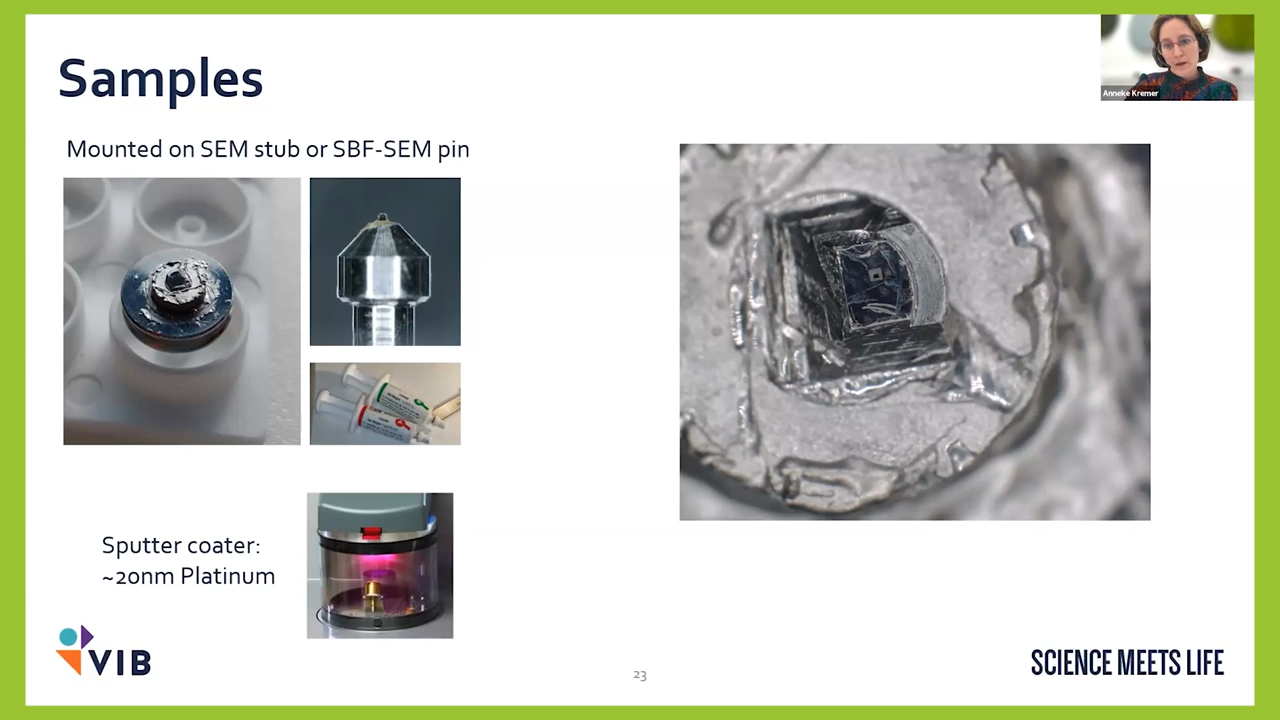 Samples
Anneke Kremer
Mounted on SEM stub or SBF-SEM pin
Sputter coater:
~20nm Platinum
VIB
23
SCIENCE MEETS LIFE